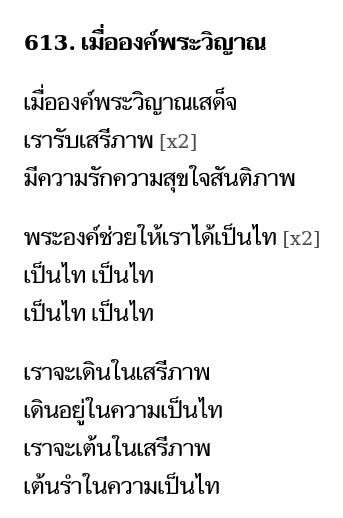 613. เมื่อองค์พระวิญาณ
เมื่อองค์พระวิญาณเสด็จ
เรารับเสรีภาพ [x2]
มีความรักความสุขใจสันติภาพ
พระองค์ช่วยให้เราได้เป็นไท [x2]
เป็นไท เป็นไท
เป็นไท เป็นไท
เราจะเดินในเสรีภาพ
เดินอยู่ในความเป็นไท
เราจะเต้นในเสรีภาพ
เต้นรำในความเป็นไท